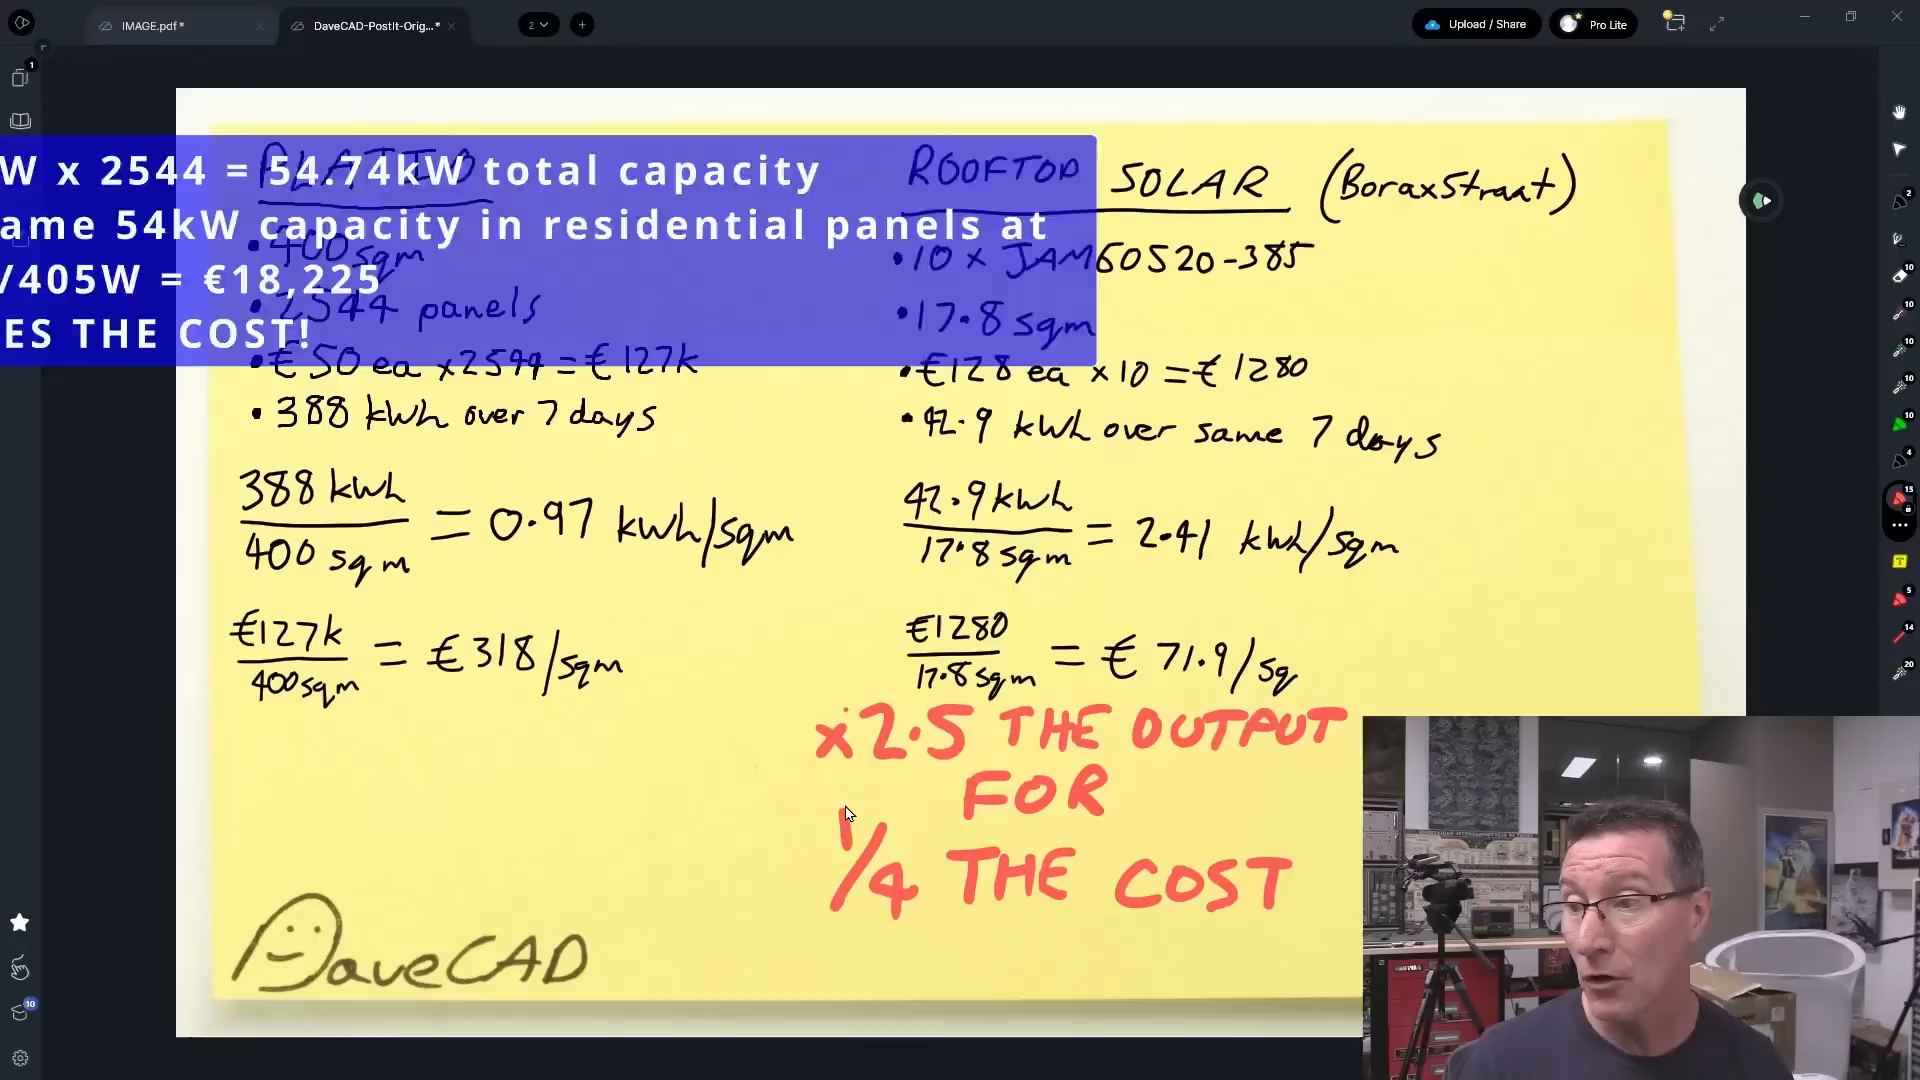 IMAGE.pdf*
DaveCAD-PostIt-Orig...*
2
Upload / Share
Pro Lite
W x 2544 = 54.74kW total capacity
ame 54kW capacity in residential panels at
/405W = €18,225
ES THE COST!
PLATIO
• 400 sqm
• 2544 panels
• € 50 ea x2544 = € 127k
• 388 kWh over 7 days
388 kWh
400 sqm
= 0.97 kWh/sqm
€127k
400 sqm
= €318/sqm
ROOFTOP SOLAR (BoraxStraat)
• 10 x JAM60S20-385
• 17.8 sqm
• €128 ea x 10 = € 1280
• 42.9 kWh over same 7 days
42.9 kWh
17.8 sqm
= 2.41 kWh/sqm
€1280
17.8 sqm
= € 71.9/sq
x2.5 THE OUTPUT
FOR
1/4 THE COST
DaveCAD